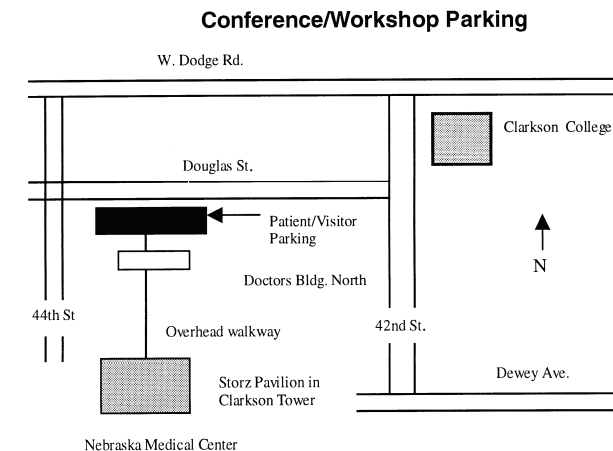 Conference/Workshop Parking
W. Dodge Rd.
Clarkson College
Douglas St.
Patient/Visitor
Parking
N
Doctors Bldg. North
44th St
42nd St.
Overhead walkway
Dewey Ave.
Storz Pavilion in
Clarkson Tower
Nebraska Medical Center